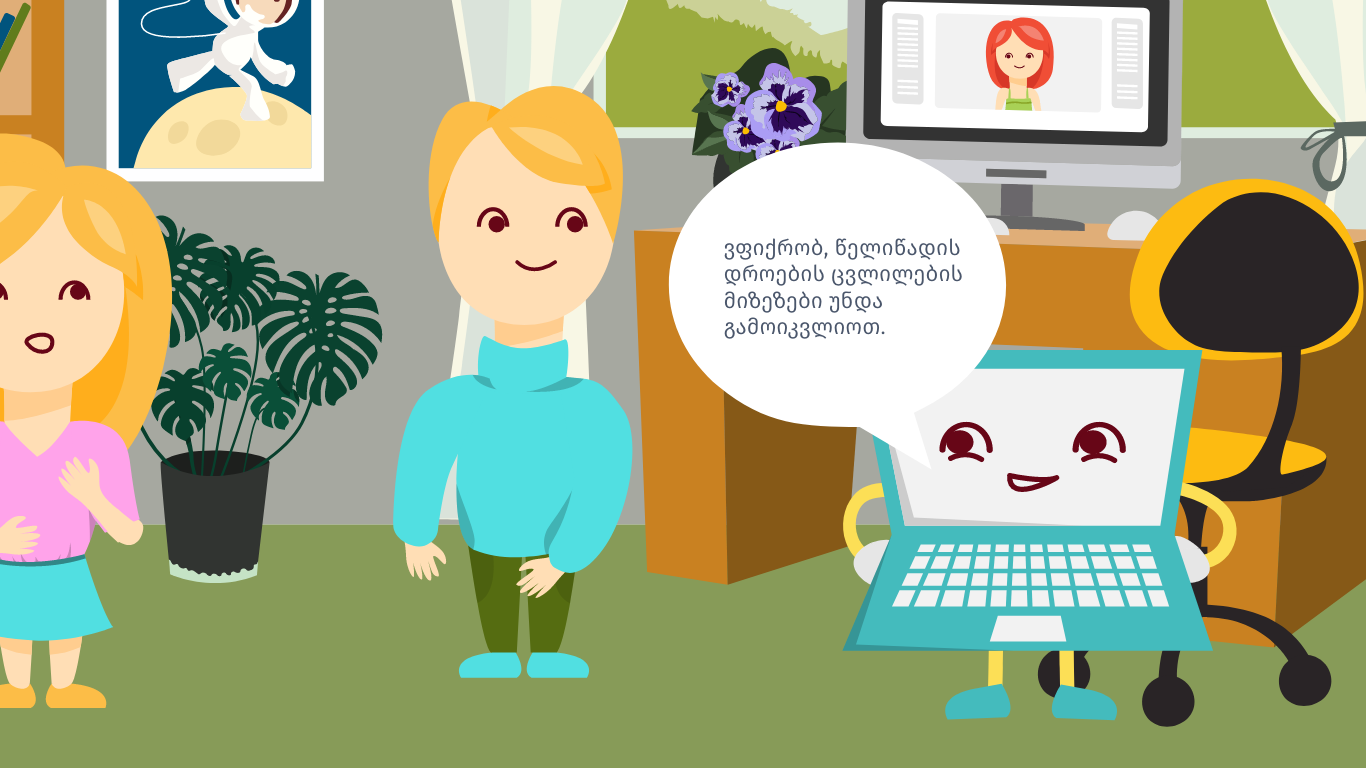 ვფიქრობ, წელიწადის
დროების ცვლილების
მიზეზები უნდა
გამოიკვლიოთ.